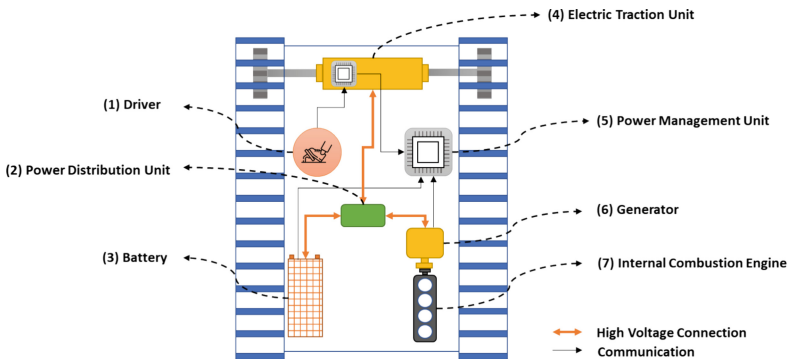 (4) Electric Traction Unit
(1) Driver
(5) Power Management Unit
(2) Power Distribution Unit
(6) Generator
(3) Battery
(7) Internal Combustion Engine
High Voltage Connection
Communication